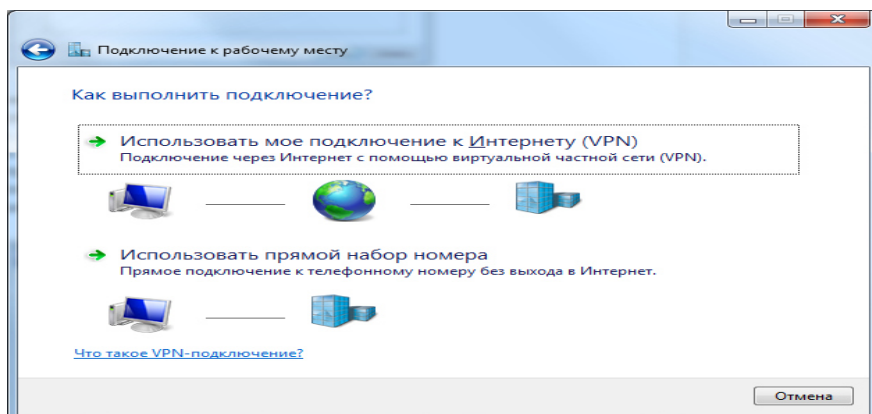 Подключение к рабочему месту
Как выполнить подключение?
Использовать мое подключение к Интернету (VPN)
Подключение через Интернет с помощью виртуальной частной сети (VPN).
Использовать прямой набор номера
Прямое подключение к телефонному номеру без выхода в Интернет.
Что такое VPN-подключение?
Отмена